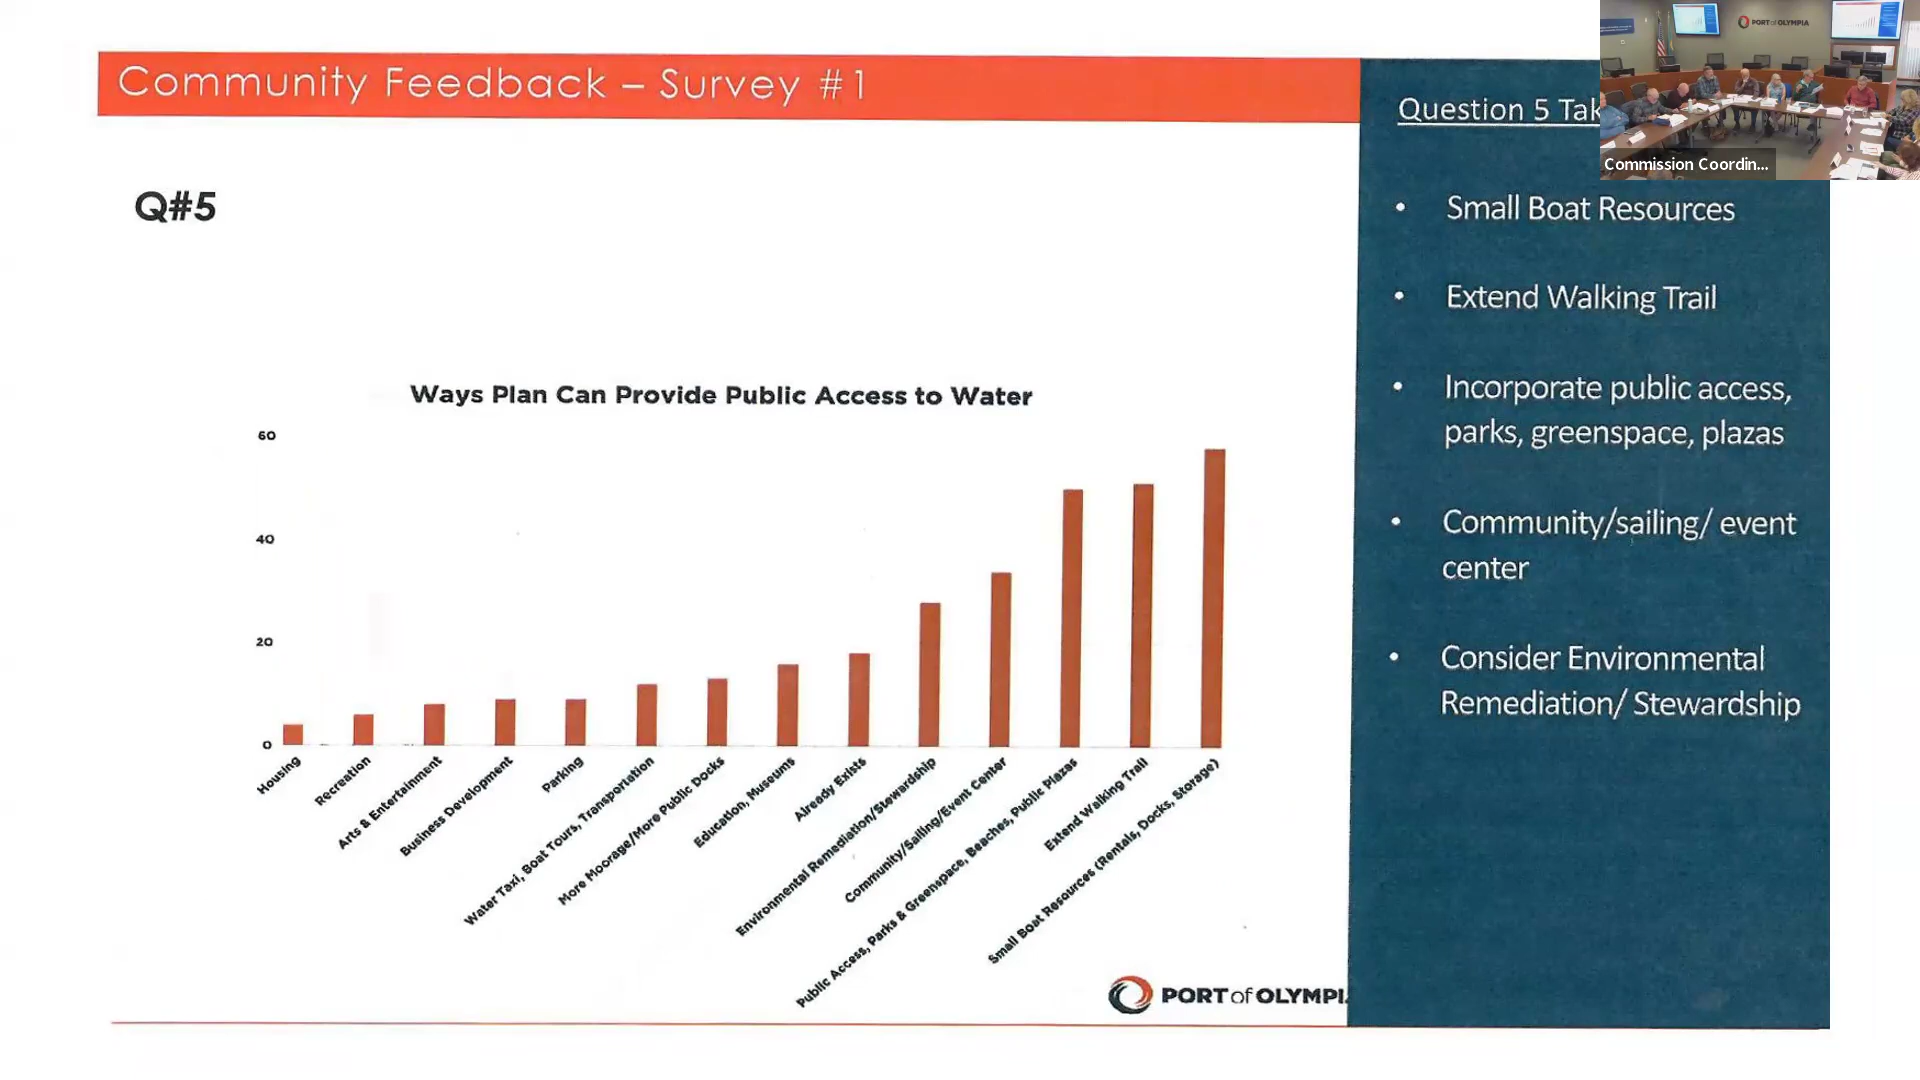 Community Feedback – Survey #1
Question 5
PORT of OLYMPIA
Commission Coordin...
Q#5
Small Boat Resources
Extend Walking Trail
Incorporate public access,
parks, greenspace, plazas
Community/sailing/ event
center
Consider Environmental
Remediation/ Stewardship
Ways Plan Can Provide Public Access to Water
60
40
20
0
Housing
Recreation
Arts & Entertainment
Business Development
Parking
Water Taxi, Boat Tours, Transportation
More Moorage/More Public Docks
Education, Museums
Already Exists
Environmental Remediation/Stewardship
Community/Sailing/Event Center
Public Access, Parks & Greenspace, Beaches, Public Plazas
Extend Walking Trail
Small Boat Resources (Rentals, Docks, Storage)
PORT of OLYMPI